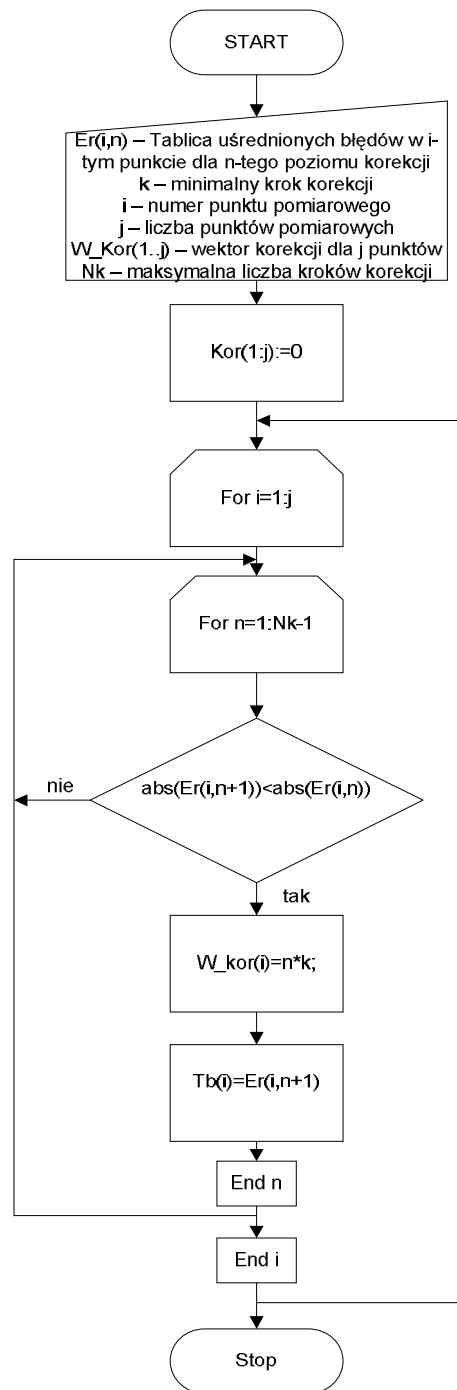 START
Er(i,n) – Tablica uśrednionych błędów w i-
tym punkcie dla n-tego poziomu korekcji
k – minimalny krok korekcji
i – numer punktu pomiarowego
j – liczba punktów pomiarowych
W_Kor(1..j) – wektor korekcji dla j punktów
Nk – maksymalna liczba kroków korekcji
Kor(1:j):=0
For i=1:j
For n=1:Nk-1
abs(Er(i,n+1))<abs(Er(i,n))
nie
tak
W_kor(i)=n*k;
Tb(i)=Er(i,n+1)
End n
End i
Stop